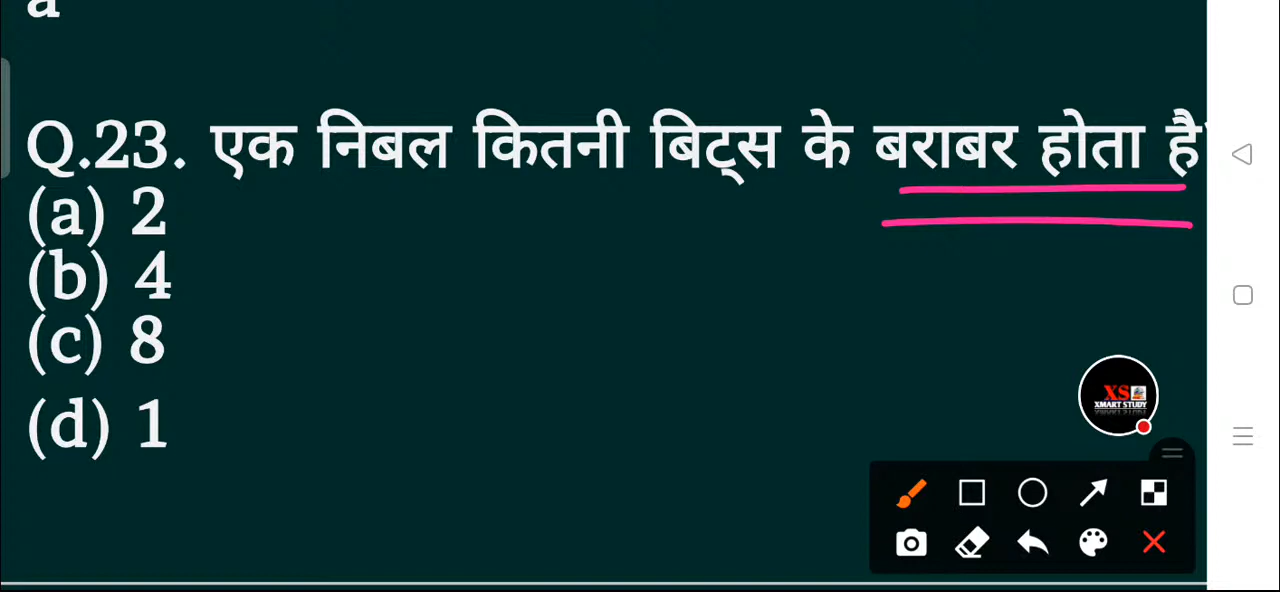 a
Q.23. एक निबल कितनी बिट्स के बराबर होता है
(a) 2
(b) 4
(c) 8
(d) 1
XS
XMART STUDY